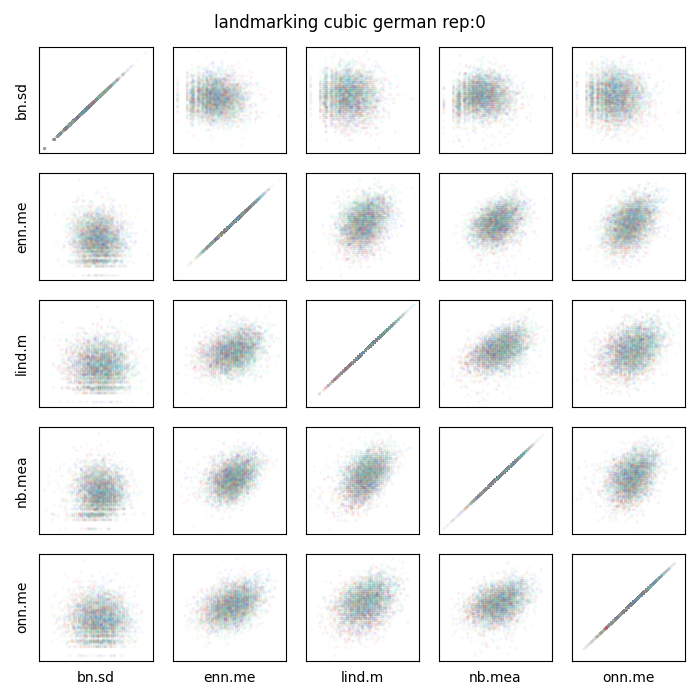 landmarking cubic german rep:0
bn.sd
enn.me
lind.m
nb.mea
onn.me
bn.sd enn.me lind.m nb.mea onn.me